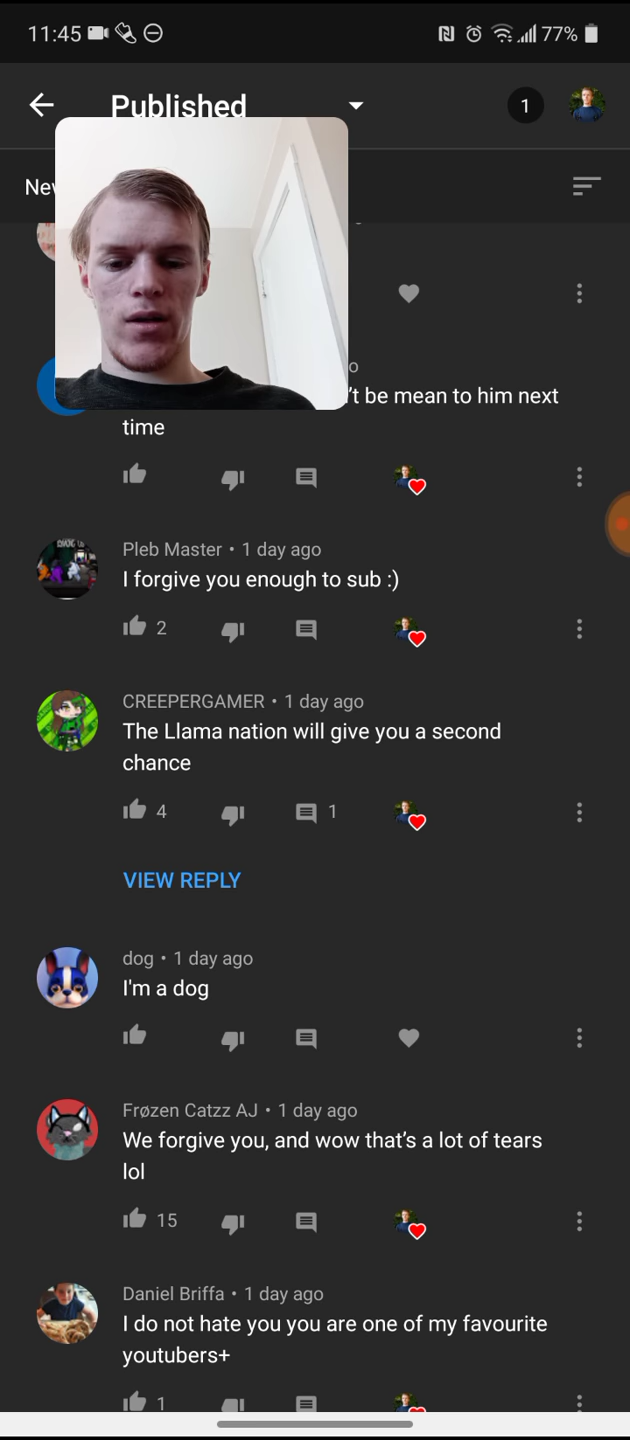 11:45
77%
Published
1
New
't be mean to him next
time
Pleb Master • 1 day ago
I forgive you enough to sub :)
2
CREEPERGAMER • 1 day ago
The Llama nation will give you a second
chance
4 1
VIEW REPLY
dog • 1 day ago
I'm a dog
Frøzen Catzz AJ • 1 day ago
We forgive you, and wow that's a lot of tears
lol
15
Daniel Briffa • 1 day ago
I do not hate you you are one of my favourite
youtubers+
1